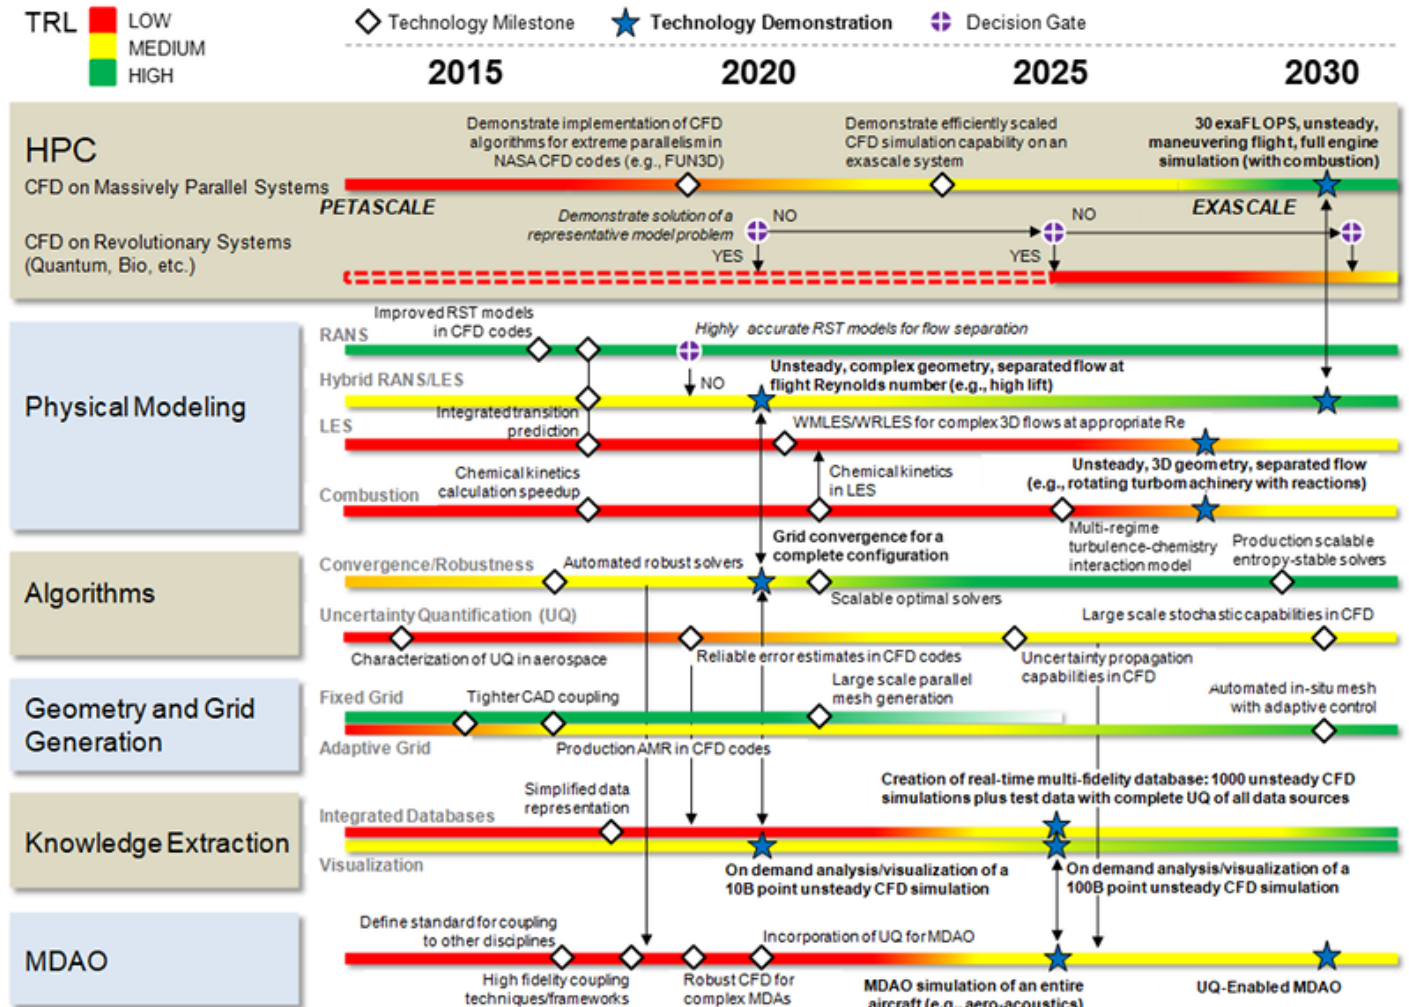 TRL
LOW
MEDIUM
HIGH
Technology Milestone
Technology Demonstration
Decision Gate
2015
2020
2025
2030
HPC
CFD on Massively Parallel Systems
Demonstrate implementation of CFD
algorithms for extreme parallelism in
NASA CFD codes (e.g., FUN3D)
Demonstrate efficiently scaled
CFD simulation capability on an
exascale system
30 exaFLOPS, unsteady,
maneuvering flight, full engine
simulation (with combustion)
PETASCALE
EXASCALE
CFD on Revolutionary Systems
(Quantum, Bio, etc.)
Demonstrate solution of a
representative model problem
NO
YES
NO
YES
Physical Modeling
RANS
Improved RST models
in CFD codes
Highly accurate RST models for flow separation
NO
Hybrid RANS/LES
Unsteady, complex geometry, separated flow at
flight Reynolds number (e.g., high lift)
Integrated transition
prediction
LES
WMLES/WRLES for complex 3D flows at appropriate Re
Chemical kinetics
calculation speedup
Chemical kinetics
in LES
Unsteady, 3D geometry, separated flow
(e.g., rotating turbomachinery with reactions)
Combustion
Multi-regime
turbulence-chemistry
interaction model
Algorithms
Convergence/Robustness
Automated robust solvers
Grid convergence for a
complete configuration
Scalable optimal solvers
Production scalable
entropy-stable solvers
Uncertainty Quantification (UQ)
Characterization of UQ in aerospace
Reliable error estimates in CFD codes
Uncertainty propagation
capabilities in CFD
Large scale stochastic capabilities in CFD
Geometry and Grid
Generation
Fixed Grid
Tighter CAD coupling
Large scale parallel
mesh generation
Automated in-situ mesh
with adaptive control
Adaptive Grid
Production AMR in CFD codes
Knowledge Extraction
Integrated Databases
Simplified data
representation
Creation of real-time multi-fidelity database: 1000 unsteady CFD
simulations plus test data with complete UQ of all data sources
Visualization
On demand analysis/visualization of a
10B point unsteady CFD simulation
On demand analysis/visualization of a
100B point unsteady CFD simulation
MDAO
Define standard for coupling
to other disciplines
High fidelity coupling
techniques/frameworks
Robust CFD for
complex MDAs
Incorporation of UQ for MDAO
MDAO simulation of an entire
aircraft (e.g., aero-acoustics)
UQ-Enabled MDAO